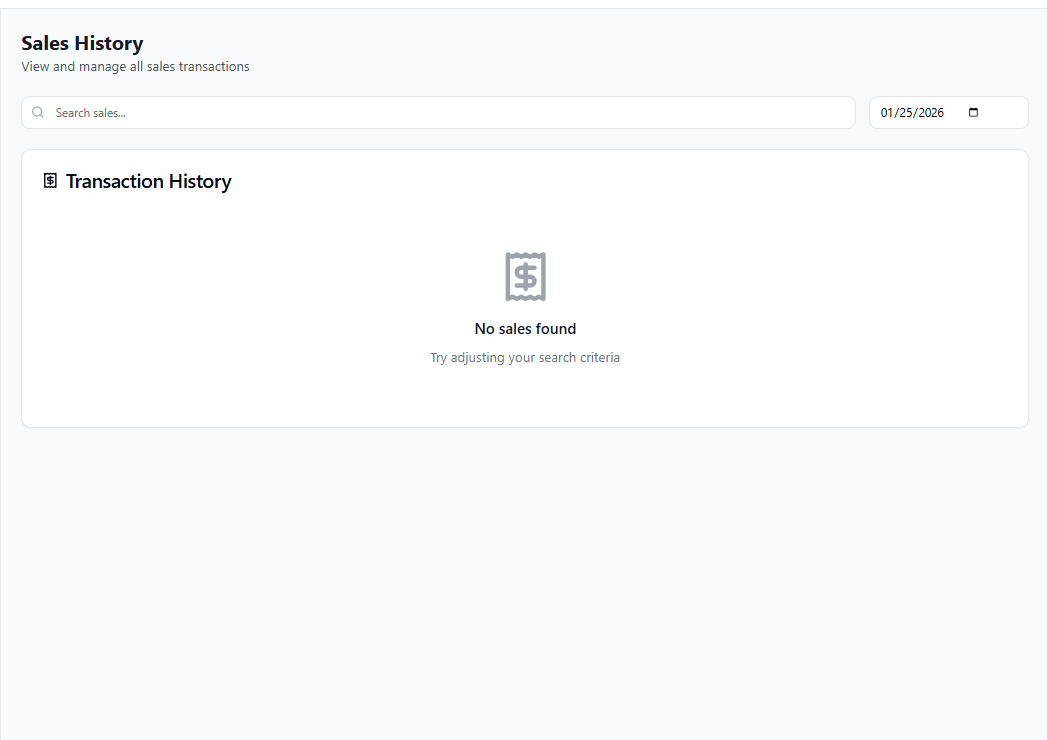 Sales History
View and manage all sales transactions
Search sales...
01/25/2026
Transaction History
No sales found
Try adjusting your search criteria